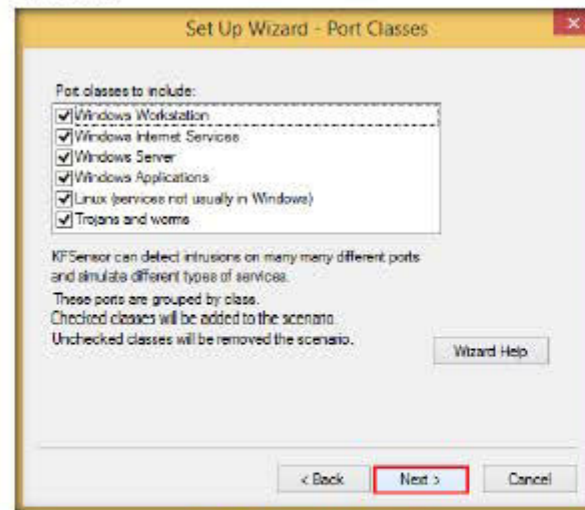 Set Up Wizard - Port Classes
Port classes to include:
Windows Workstation
Windows Internet Services
Windows Server
Windows Applications
Linux (services not usually in Windows)
Trojans and worms
KFSensor can detect intrusions on many many different ports
and simulate different types of services.
These ports are grouped by class.
Checked classes will be added to the scenario.
Unchecked classes will be removed the scenario.
Wizard Help
< Back
Next >
Cancel